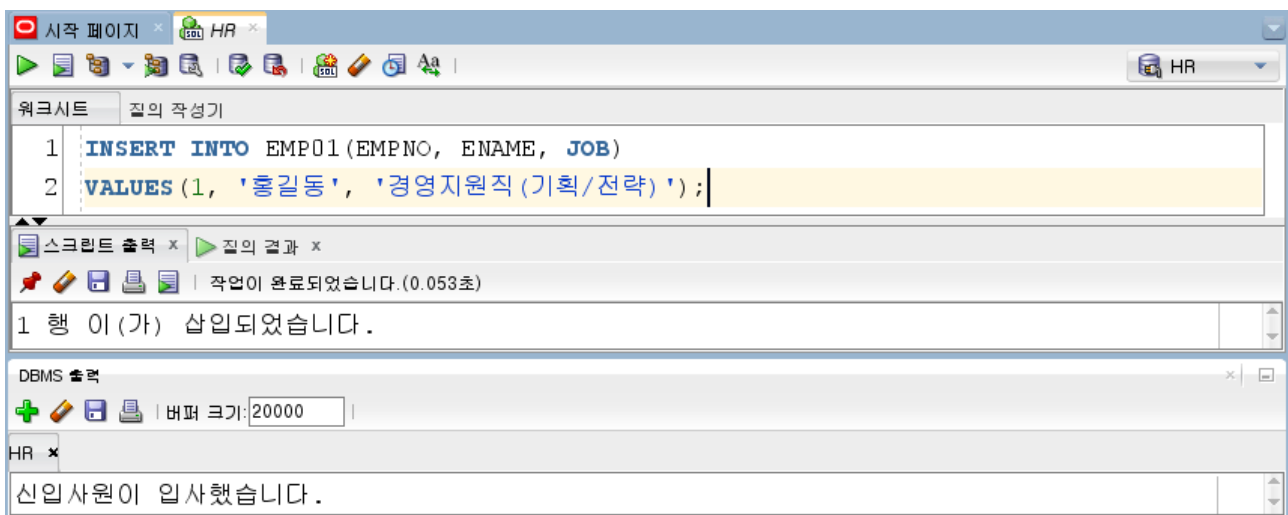 시작 페이지 HR
HR
워크시트 질의 작성기
1 INSERT INTO EMP01(EMPNO, ENAME, JOB)
2 VALUES(1, '홍길동', '경영지원직(기획/전략)');
스크립트 출력 x 질의 결과 x
작업이 완료되었습니다.(0.053초)
1 행 이(가) 삽입되었습니다.
DBMS 출력
버퍼 크기: 20000
HR
신입사원이 입사했습니다.